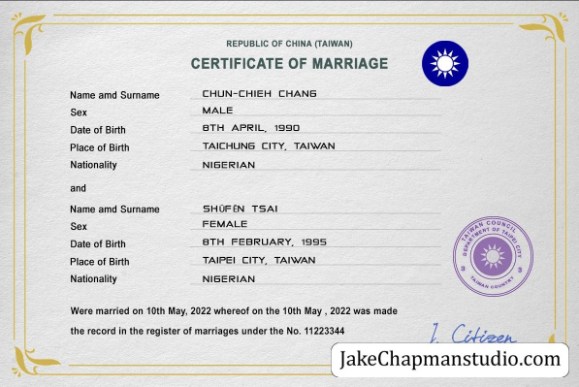 REPUBLIC OF CHINA (TAIWAN)
CERTIFICATE OF MARRIAGE
Name amd Surname CHUN-CHIEH CHANG
Sex MALE
Date of Birth 8TH APRIL, 1990
Place of Birth TAICHUNG CITY, TAIWAN
Nationality NIGERIAN
and
Name amd Surname SHŪFĒN TSAI
Sex FEMALE
Date of Birth 8TH FEBRUARY, 1995
Place of Birth TAIPEI CITY, TAIWAN
Nationality NIGERIAN
TAIWAN COUNCIL
DEPARTMENT OF TAIPEI CITY
TAIWAN COUNTRY
Were married on 10th May, 2022 whereof on the 10th May , 2022 was made
the record in the register of marriages under the No. 11223344
I. Citizen
JakeChapmanstudio.com